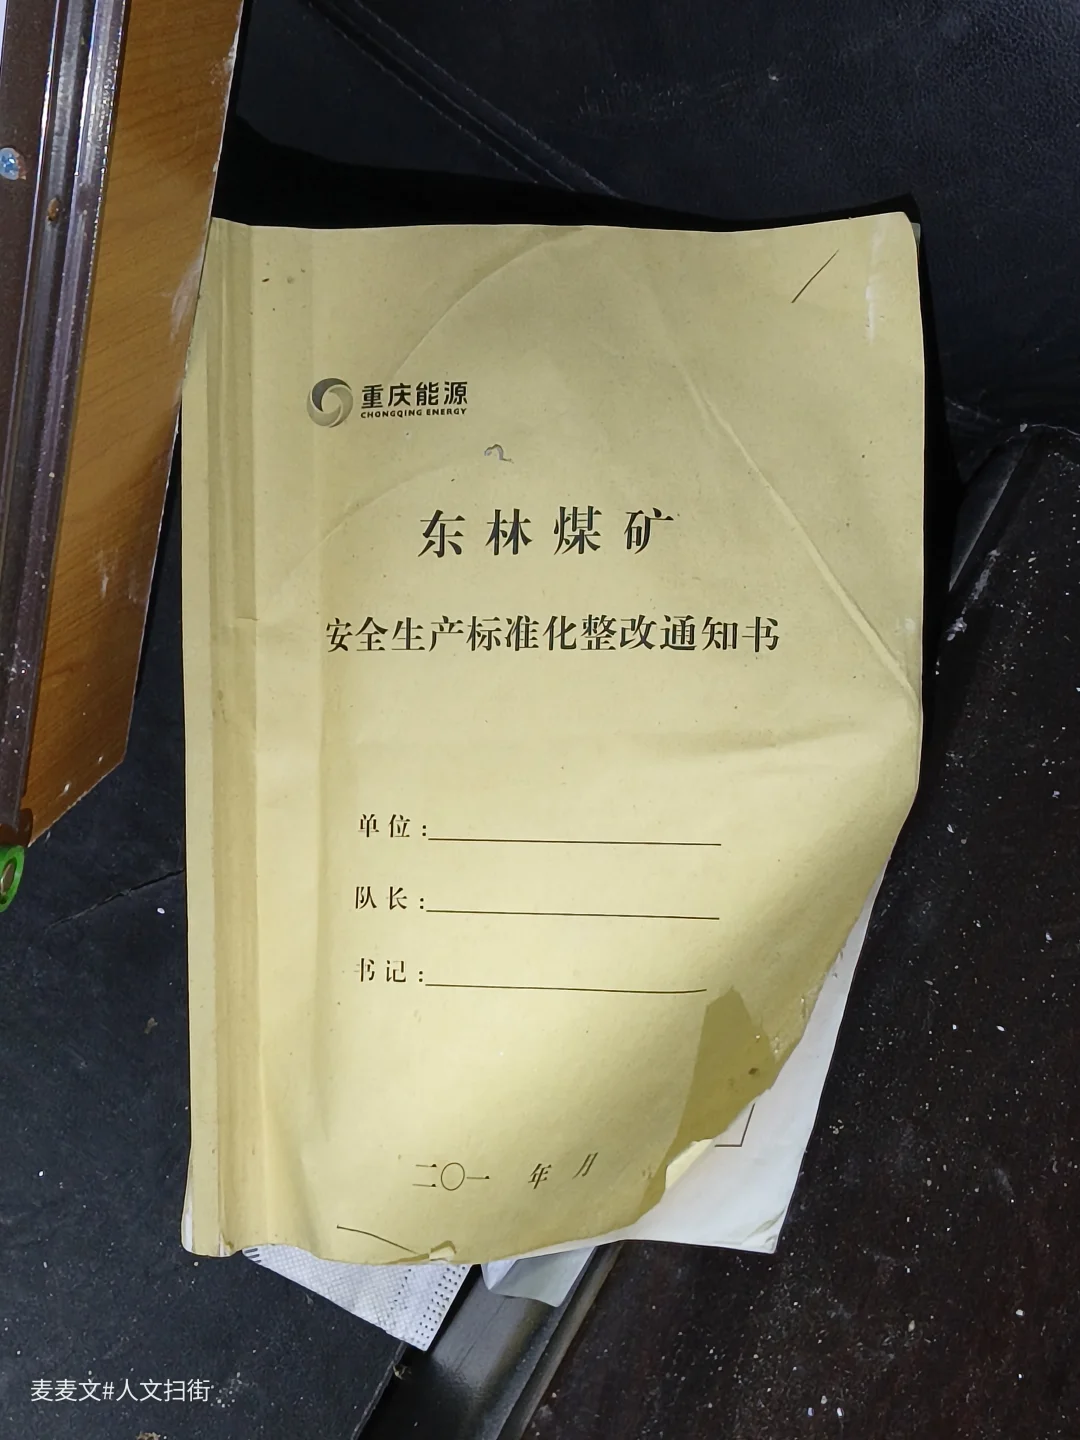 重庆能源
CHONGQING ENERGY
东林煤矿
安全生产标准化整改通知书
单位：
队长：
书记：
二〇一 年 月
麦麦文#人文扫街